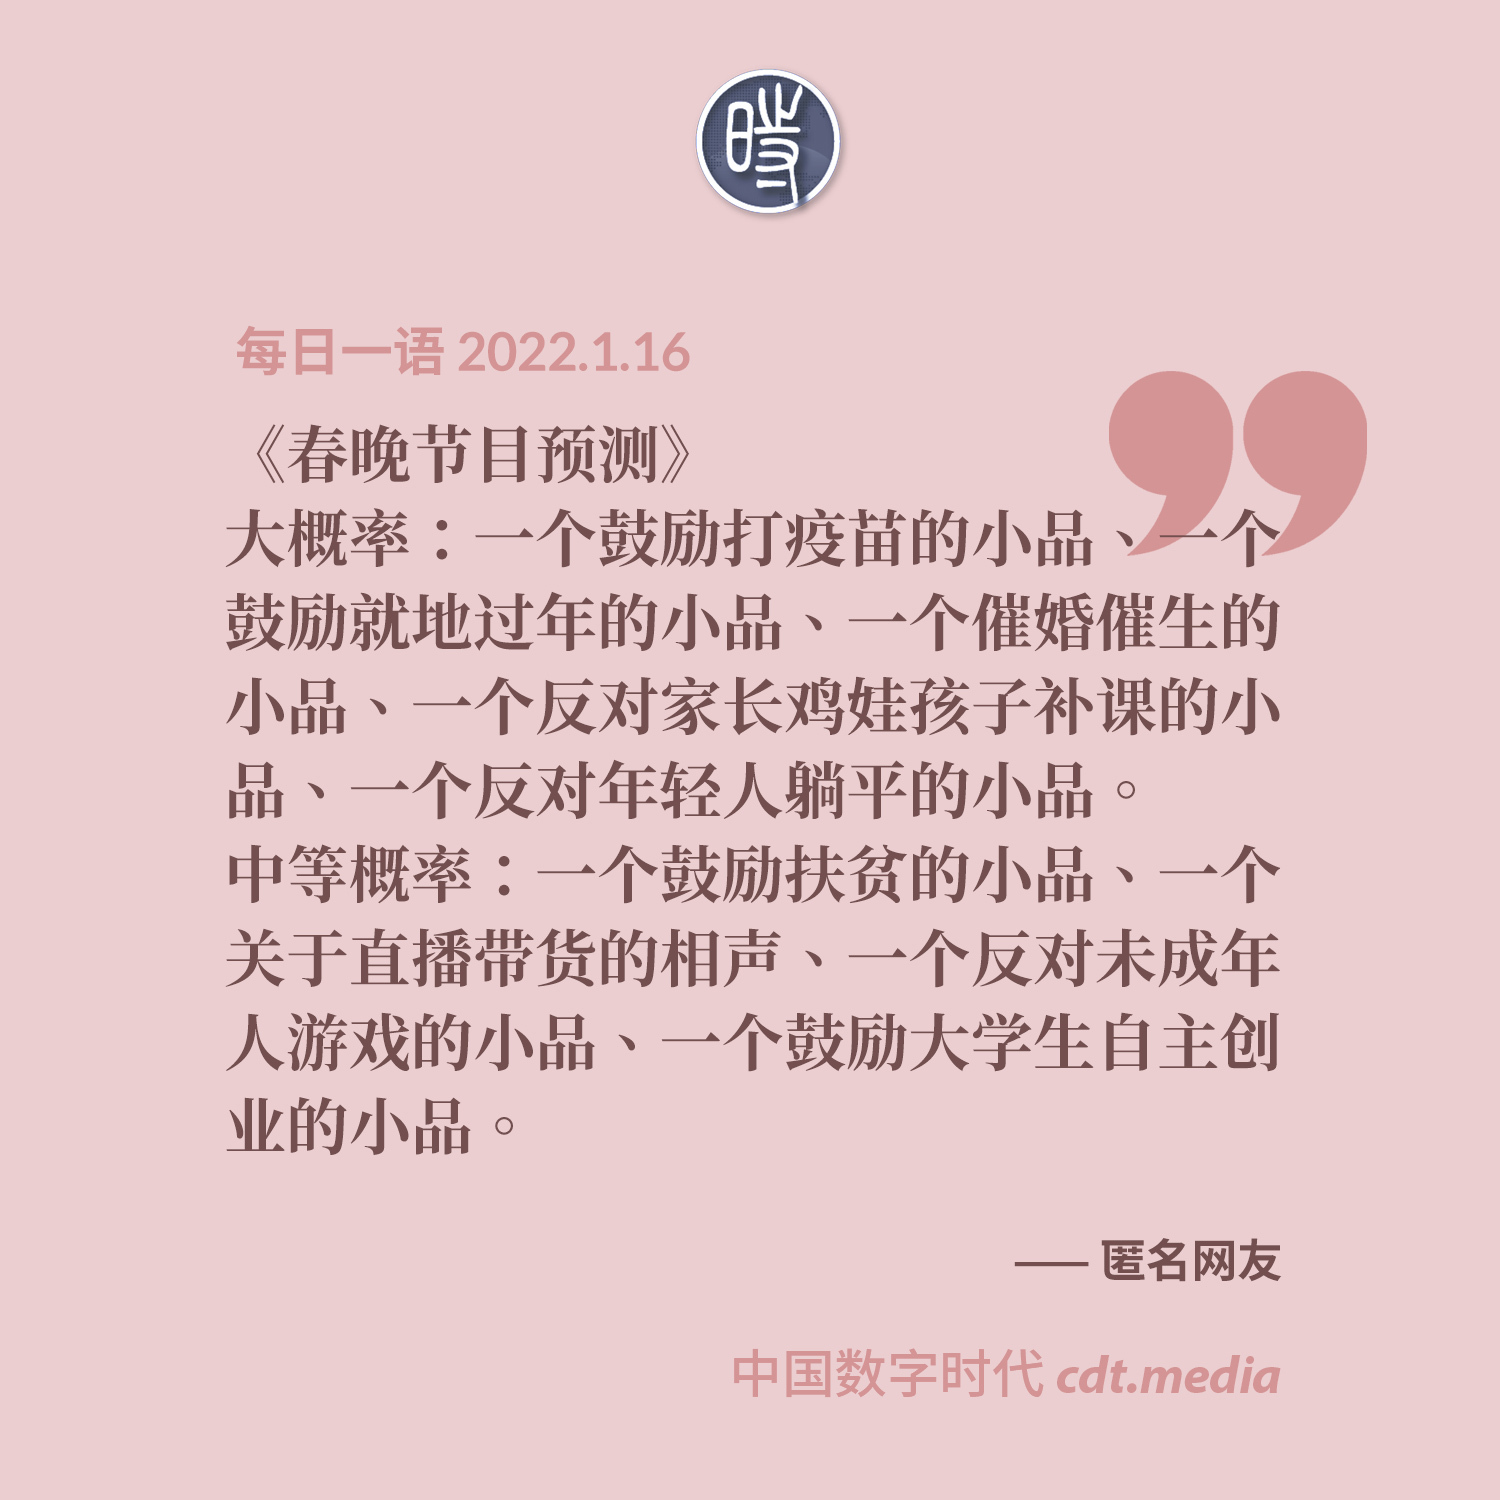 时
每日一语 2022.1.16
《春晚节目预测》
大概率：一个鼓励打疫苗的小品、一个
鼓励就地过年的小品、一个催婚催生的
小品、一个反对家长鸡娃孩子补课的小
品、一个反对年轻人躺平的小品。
中等概率：一个鼓励扶贫的小品、一个
关于直播带货的相声、一个反对未成年
人游戏的小品、一个鼓励大学生自主创
业的小品。
—— 匿名网友
中国数字时代 cdt.media